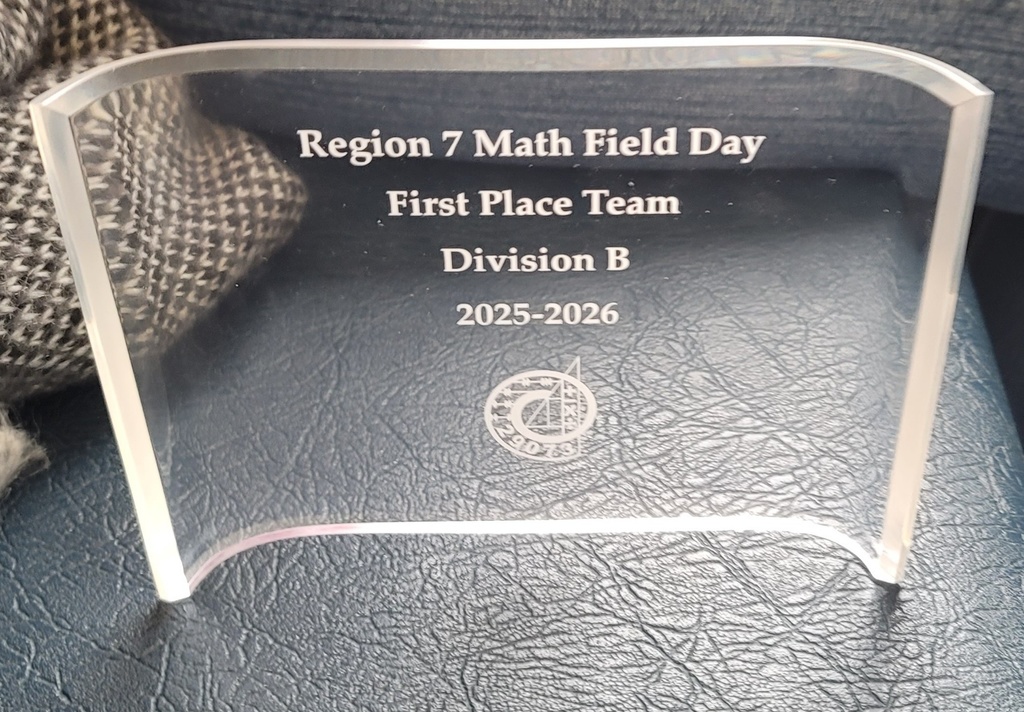 Region 7 Math Field Day
First Place Team
Division B
2025-2026